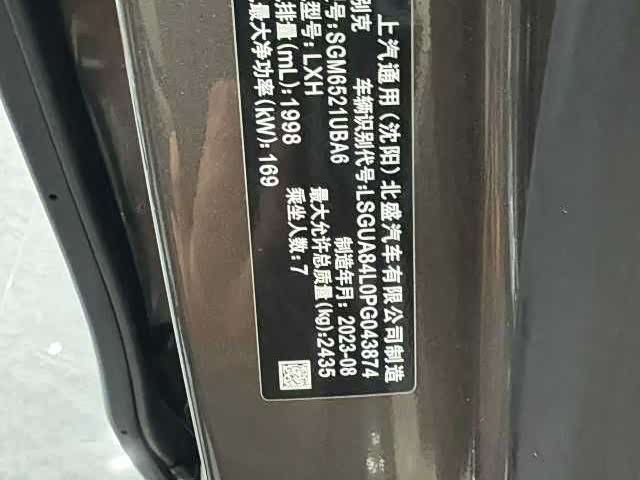 上汽通用（沈阳）北盛汽车有限公司制造
别克 车辆识别代号:LSGUA84L0PG043874
号:SGM6521UBA6 制造年月:2023-08
型号:LXH 最大允许总质量(kg):2435
排量(mL):1998 乘坐人数:7
最大净功率(kW):169